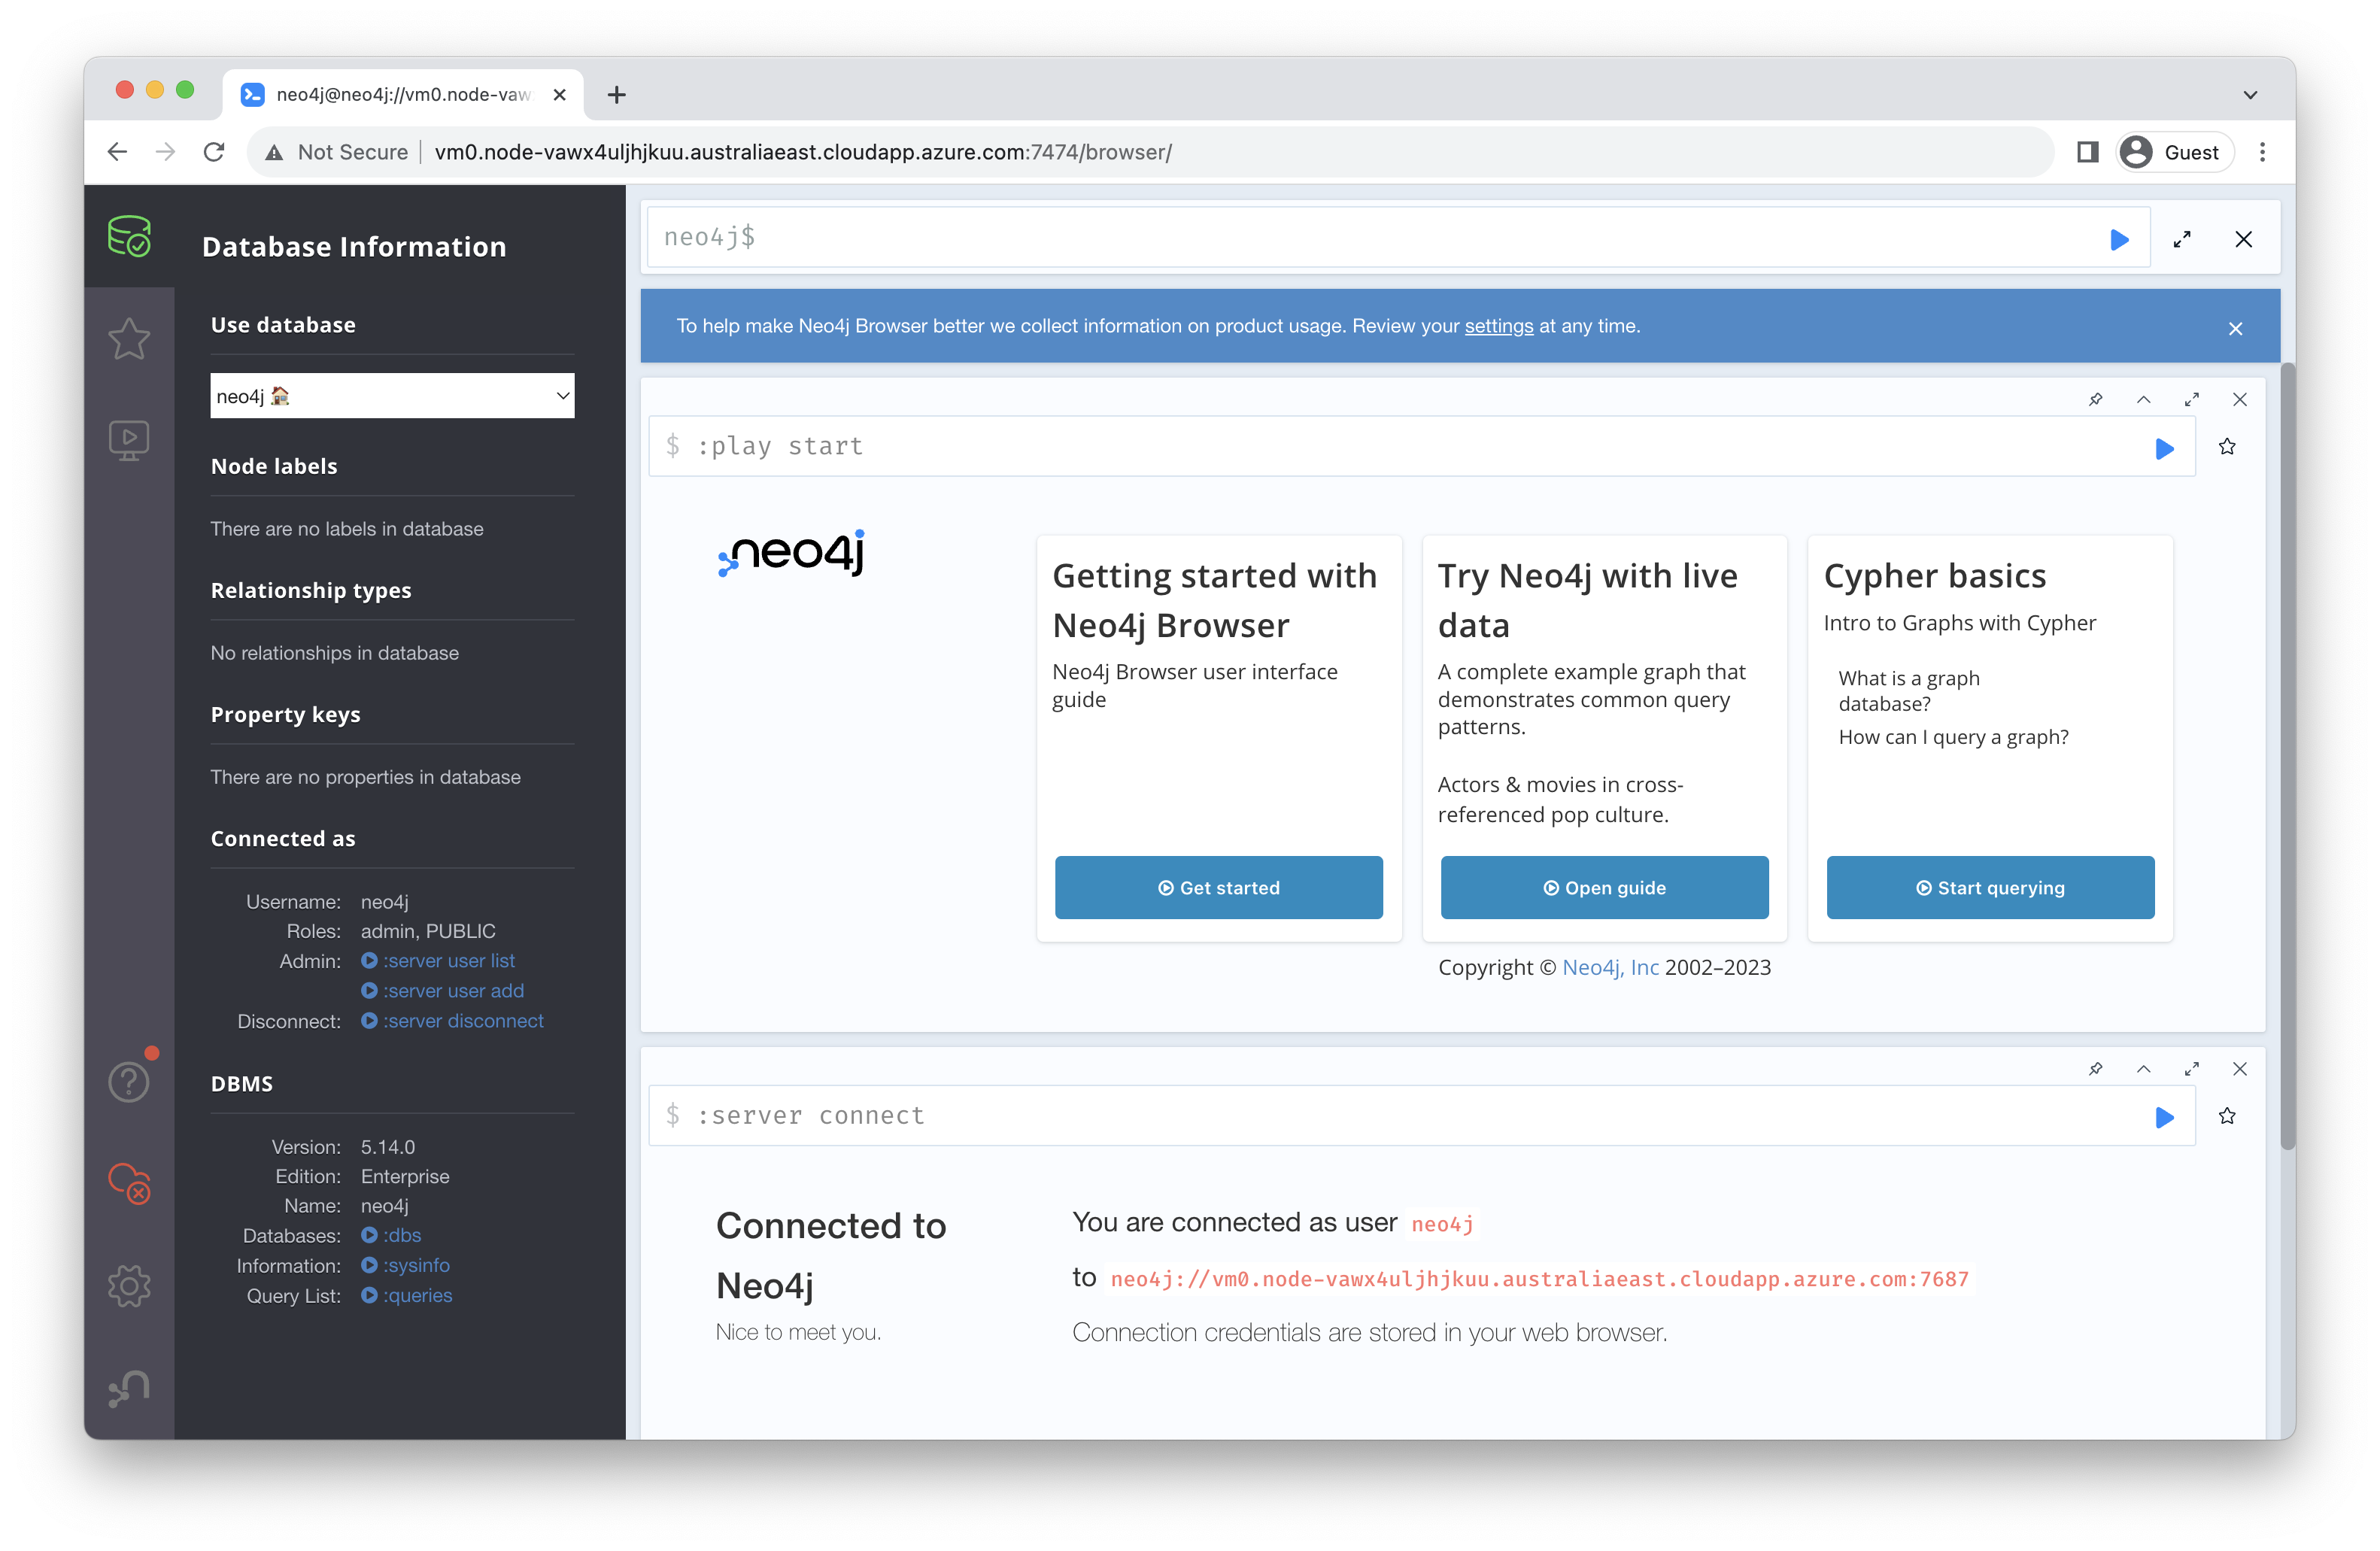 neo4j@neo4j://vm0.node-vaw
Not Secure
vm0.node-vawx4uljhjkuu.australiaeast.cloudapp.azure.com:7474/browser/
Guest
Database Information
Use database
neo4j
Node labels
There are no labels in database
Relationship types
No relationships in database
Property keys
There are no properties in database
Connected as
Username: neo4j
Roles: admin, PUBLIC
Admin: :server user list
:server user add
Disconnect: :server disconnect
DBMS
Version: 5.14.0
Edition: Enterprise
Name: neo4j
Databases: :dbs
Information: :sysinfo
Query List: :queries
neo4j$
To help make Neo4j Browser better we collect information on product usage. Review your settings at any time.
$ :play start
neo4j
Getting started with
Neo4j Browser
Neo4j Browser user interface
guide
Get started
Try Neo4j with live
data
A complete example graph that
demonstrates common query
patterns.
Actors & movies in cross-
referenced pop culture.
Open guide
Cypher basics
Intro to Graphs with Cypher
What is a graph
database?
How can I query a graph?
Start querying
Copyright © Neo4j, Inc 2002–2023
$ :server connect
Connected to
Neo4j
Nice to meet you.
You are connected as user neo4j
to neo4j://vm0.node-vawx4uljhjkuu.australiaeast.cloudapp.azure.com:7687
Connection credentials are stored in your web browser.